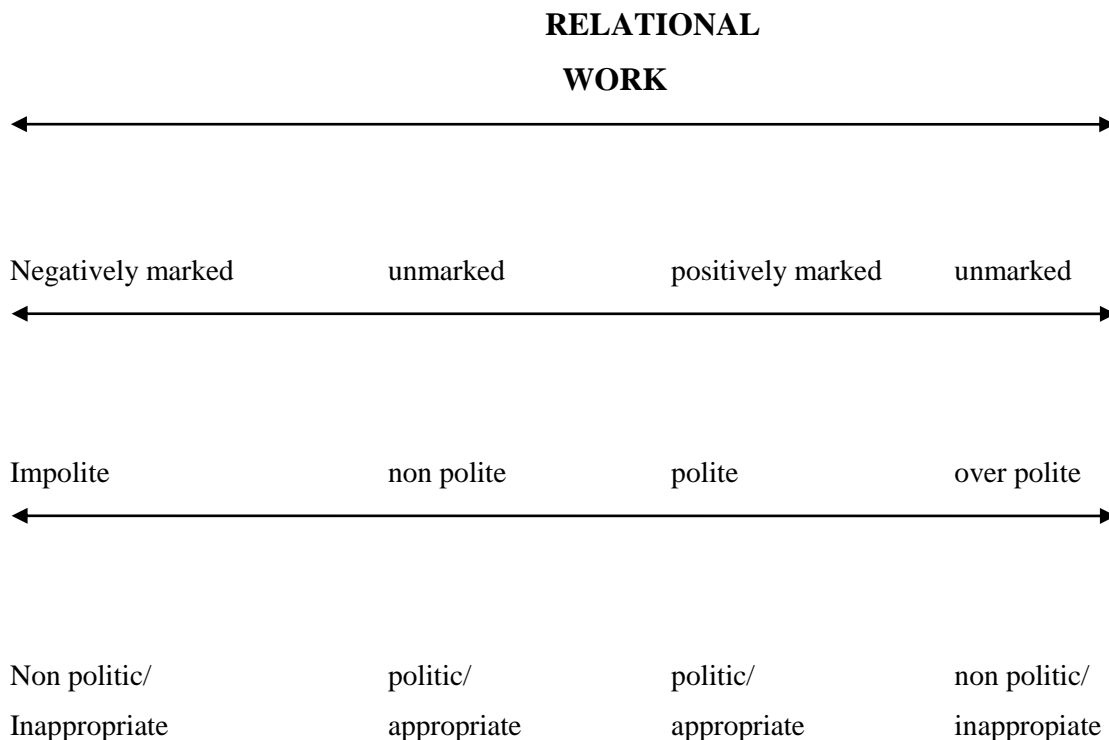 RELATIONAL
WORK
Negatively marked unmarked positively marked unmarked
Impolite non polite polite over polite
Non politic/ politic/ politic/ non politic/
Inappropriate appropriate appropriate inappropiate